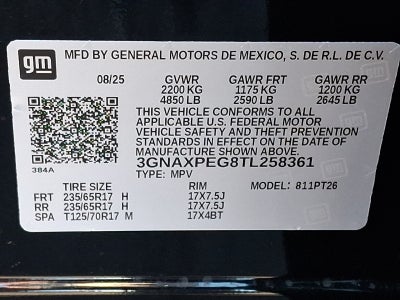 gm
MFD BY GENERAL MOTORS DE MEXICO, S. DE R.L. DE C.V.
08/25 GVWR GAWR FRT GAWR RR
2200 KG 1175 KG 1200 KG
4850 LB 2590 LB 2645 LB
THIS VEHICLE CONFORMS TO ALL APPLICABLE
U.S. FEDERAL MOTOR
VEHICLE SAFETY AND THEFT PREVENTION
STANDARDS IN EFFECT ON THE DATE OF
MANUFACTURE SHOWN ABOVE.
3GNAXPEG8TL258361
384A
TYPE: MPV
TIRE SIZE RIM MODEL: 811PT26
FRT 235/65R17 H 17X7.5J
RR 235/65R17 H 17X7.5J
SPA T125/70R17 M 17X4BT